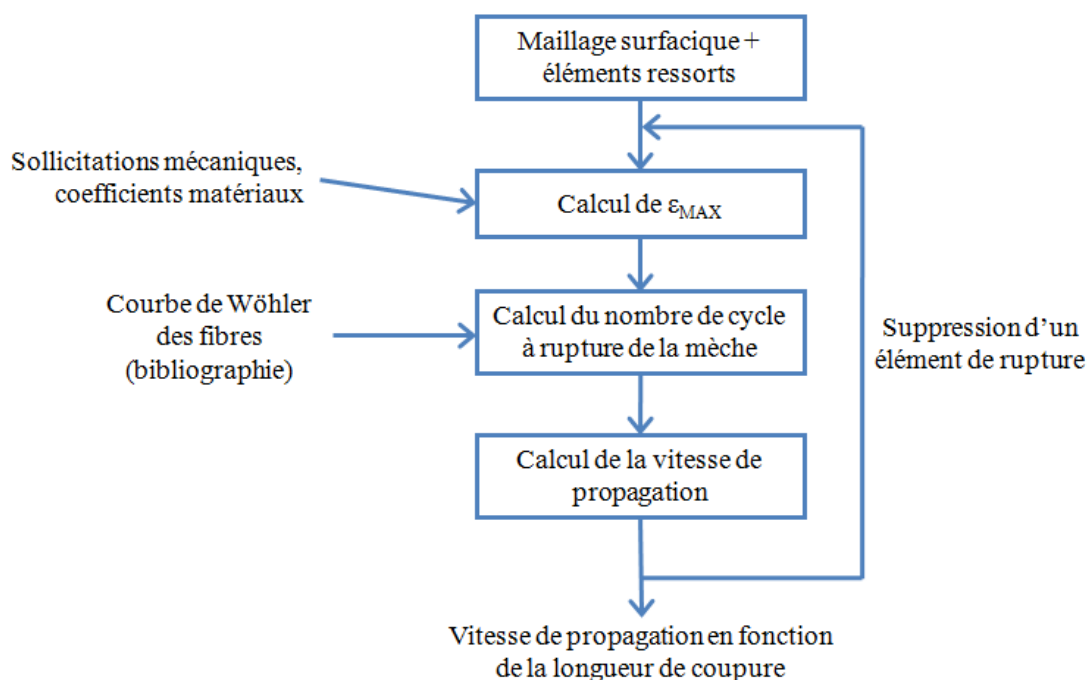 Maillage surfacique +
éléments ressorts
Sollicitations mécaniques,
coefficients matériaux
Calcul de εMAX
Courbe de Wöhler
des fibres
(bibliographie)
Calcul du nombre de cycle
à rupture de la mèche
Suppression d’un
élément de rupture
Calcul de la vitesse de
propagation
Vitesse de propagation en fonction
de la longueur de coupure